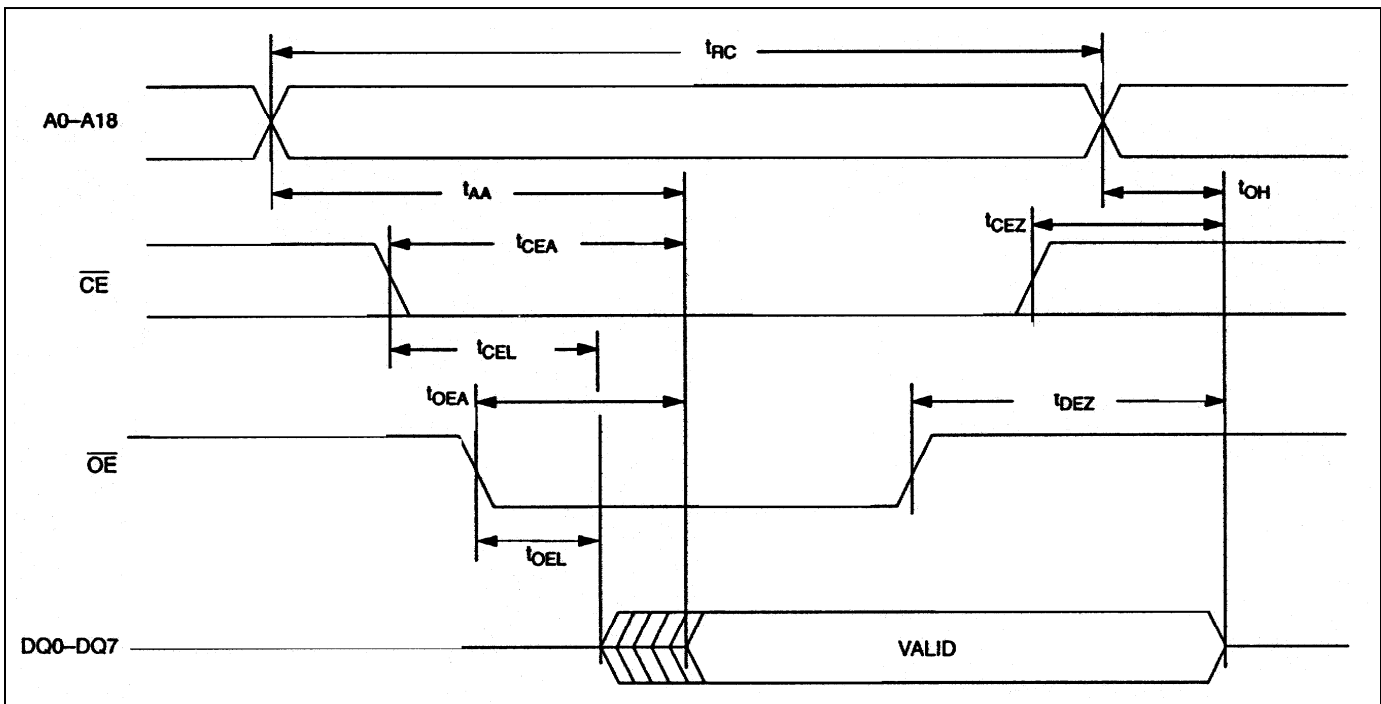 tRC
A0–A18
tAA
tOH
tCEZ
tCEA
CE
tCEL
tOEA
tDEZ
OE
tOEL
DQ0–DQ7
VALID